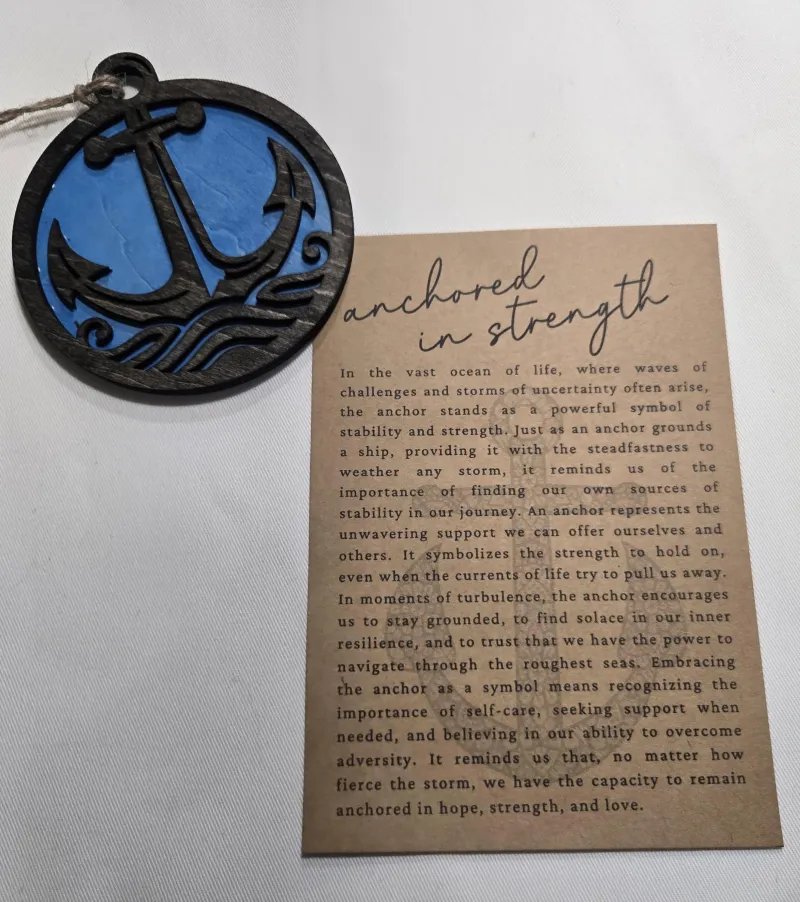 anchored
in strength
In the vast ocean of life, where waves of
challenges and storms of uncertainty often arise,
the anchor stands as a powerful symbol of
stability and strength. Just as an anchor grounds
a ship, providing it with the steadfastness to
weather any storm, it reminds us of the
importance of finding our own sources of
stability in our journey. An anchor represents the
unwavering support we can offer ourselves and
others. It symbolizes the strength to hold on,
even when the currents of life try to pull us away.
In moments of turbulence, the anchor encourages
us to stay grounded, to find solace in our inner
resilience, and to trust that we have the power to
navigate through the roughest seas. Embracing
the anchor as a symbol means recognizing the
importance of self-care, seeking support when
needed, and believing in our ability to overcome
adversity. It reminds us that, no matter how
fierce the storm, we have the capacity to remain
anchored in hope, strength, and love.